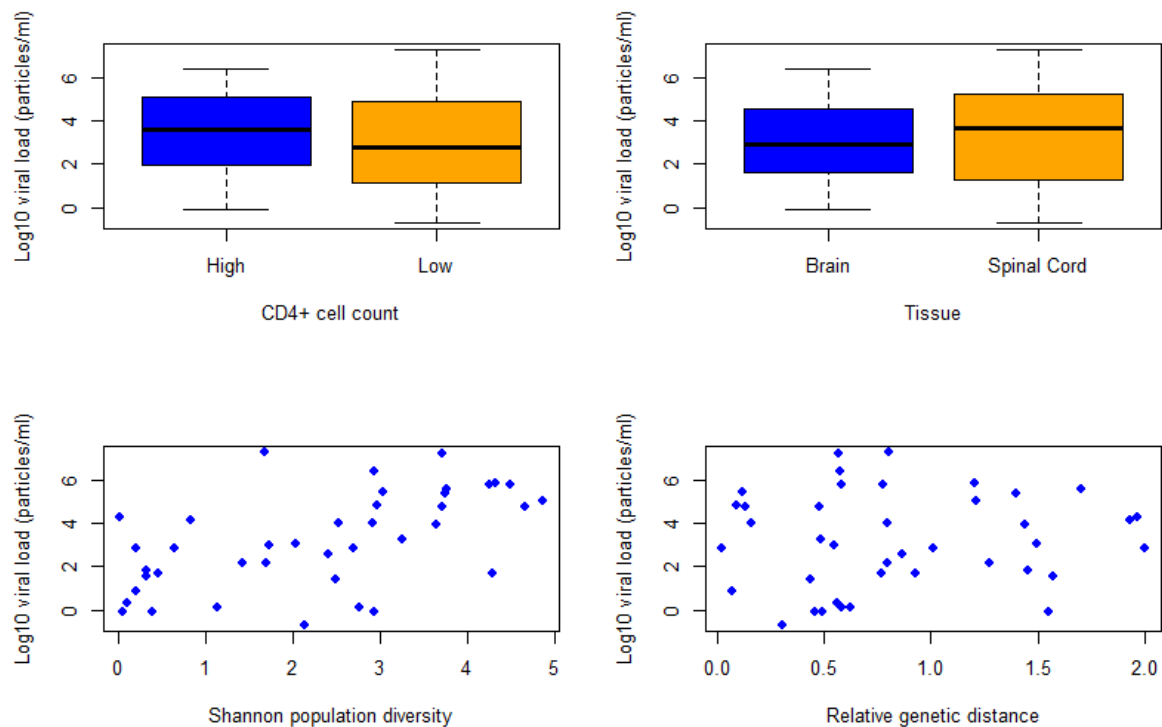 Log10 viral load (particles/ml)
0 2 4 6
High Low
CD4+ cell count
Log10 viral load (particles/ml)
0 2 4 6
Brain Spinal Cord
Tissue
Log10 viral load (particles/ml)
0 2 4 6
0 1 2 3 4 5
Shannon population diversity
Log10 viral load (particles/ml)
0 2 4 6
0.0 0.5 1.0 1.5 2.0
Relative genetic distance